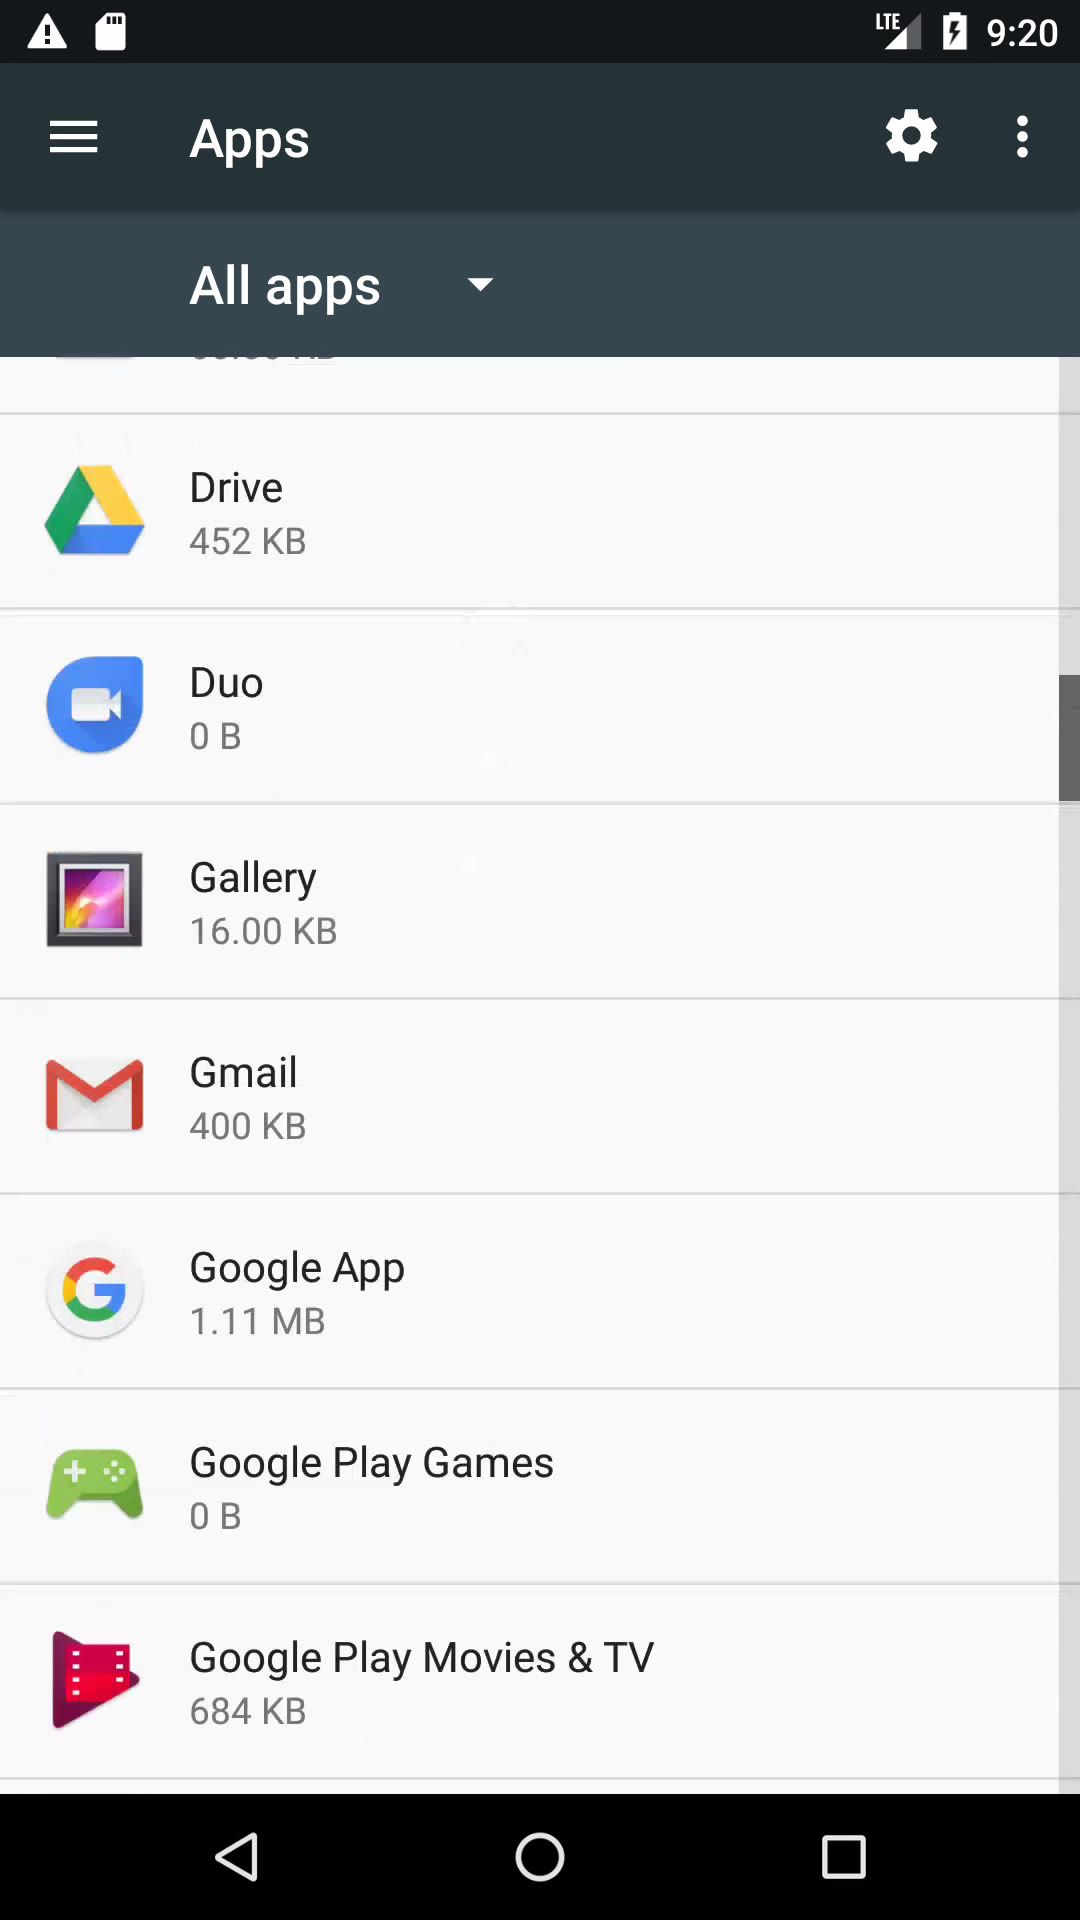 LTE 9:20
Apps
All apps
Drive
452 KB
Duo
0 B
Gallery
16.00 KB
Gmail
400 KB
Google App
1.11 MB
Google Play Games
0 B
Google Play Movies & TV
684 KB